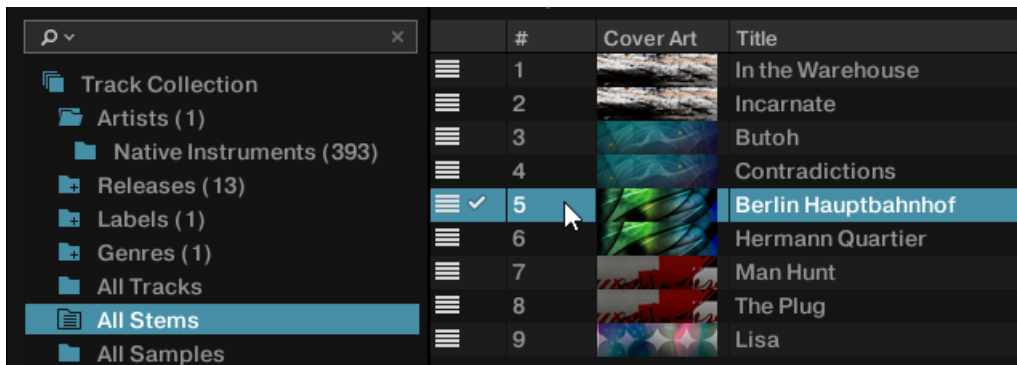 Track Collection
Artists (1)
Native Instruments (393)
Releases (13)
Labels (1)
Genres (1)
All Tracks
All Stems
All Samples
# Cover Art Title
1 In the Warehouse
2 Incarnate
3 Butoh
4 Contradictions
5 Berlin Hauptbahnhof
6 Hermann Quartier
7 Man Hunt
8 The Plug
9 Lisa